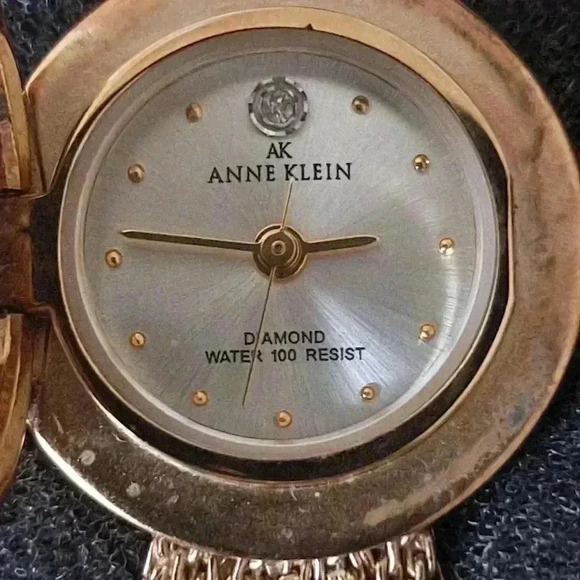 AK
ANNE KLEIN
DIAMOND
WATER 100 RESIST